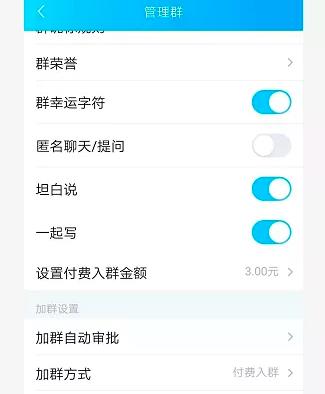 管理群
群荣誉
群幸运字符
匿名聊天/提问
坦白说
一起写
设置付费入群金额 3.00元
加群设置
加群自动审批
加群方式 付费入群